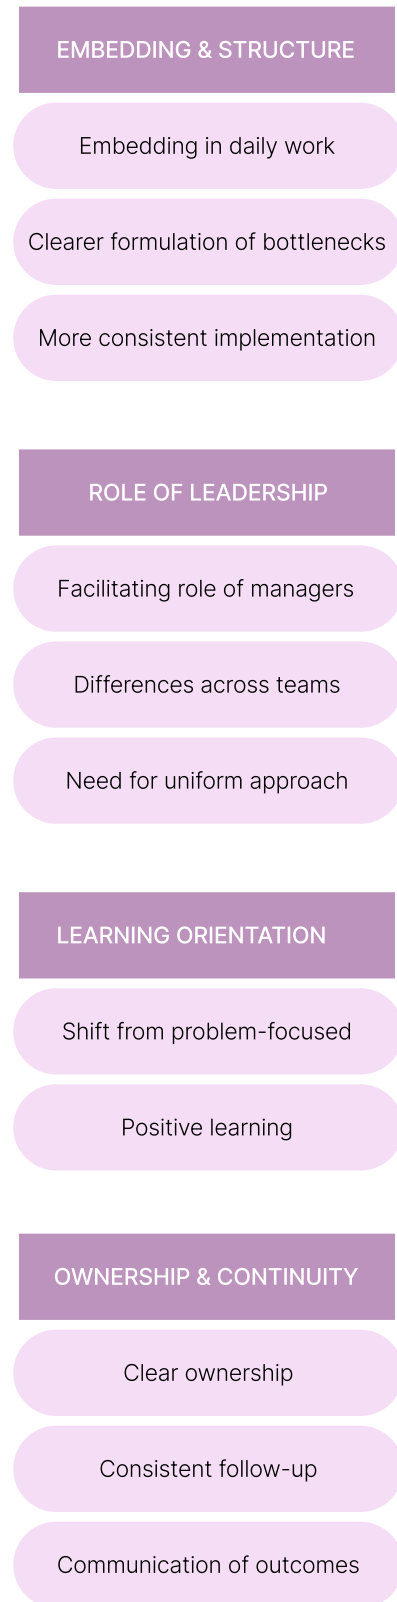 EMBEDDING & STRUCTURE
Embedding in daily work
Clearer formulation of bottlenecks
More consistent implementation
ROLE OF LEADERSHIP
Facilitating role of managers
Differences across teams
Need for uniform approach
LEARNING ORIENTATION
Shift from problem-focused
Positive learning
OWNERSHIP & CONTINUITY
Clear ownership
Consistent follow-up
Communication of outcomes